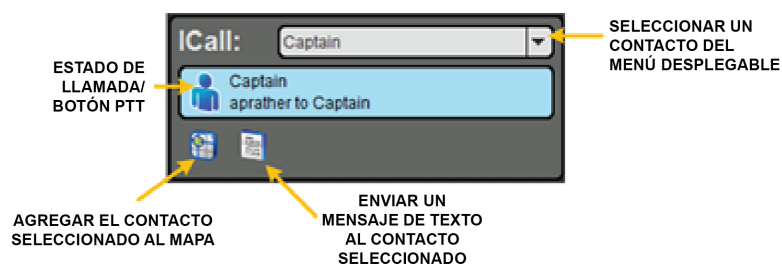 ICall:
Captain
SELECCIONAR UN
CONTACTO DEL
MENÚ DESPLEGABLE
ESTADO DE
LLAMADA/
BOTÓN PTT
Captain
aprather to Captain
AGREGAR EL CONTACTO
SELECCIONADO AL MAPA
ENVIAR UN
MENSAJE DE TEXTO
AL CONTACTO
SELECCIONADO